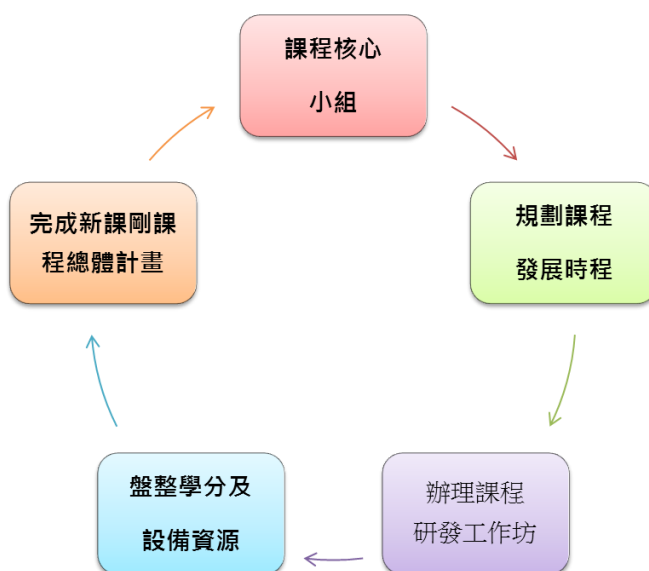 課程核心
小組
規劃課程
發展時程
辦理課程
研發工作坊
盤整學分及
設備資源
完成新課剛課
程總體計畫